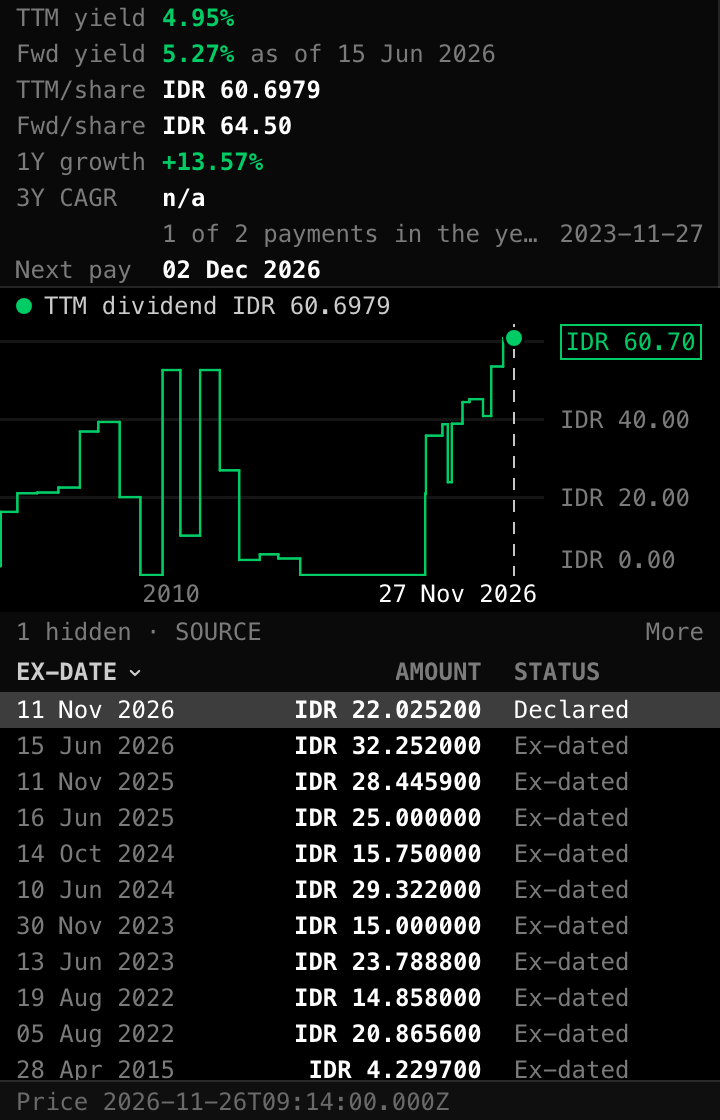 TTM yield 4.95%
Fwd yield 5.27% as of 15 Jun 2026
TTM/share IDR 60.6979
Fwd/share IDR 64.50
1Y growth +13.57%
3Y CAGR n/a
1 of 2 payments in the ye… 2023-11-27
Next pay 02 Dec 2026
TTM dividend IDR 60.6979
IDR 60.70
IDR 40.00
IDR 20.00
IDR 0.00
2010 27 Nov 2026
1 hidden · SOURCE More
EX-DATE AMOUNT STATUS
11 Nov 2026 IDR 22.025200 Declared
15 Jun 2026 IDR 32.252000 Ex-dated
11 Nov 2025 IDR 28.445900 Ex-dated
16 Jun 2025 IDR 25.000000 Ex-dated
14 Oct 2024 IDR 15.750000 Ex-dated
10 Jun 2024 IDR 29.322000 Ex-dated
30 Nov 2023 IDR 15.000000 Ex-dated
13 Jun 2023 IDR 23.788800 Ex-dated
19 Aug 2022 IDR 14.858000 Ex-dated
05 Aug 2022 IDR 20.865600 Ex-dated
28 Apr 2015 IDR 4.229700 Ex-dated
Price 2026-11-26T09:14:00.000Z